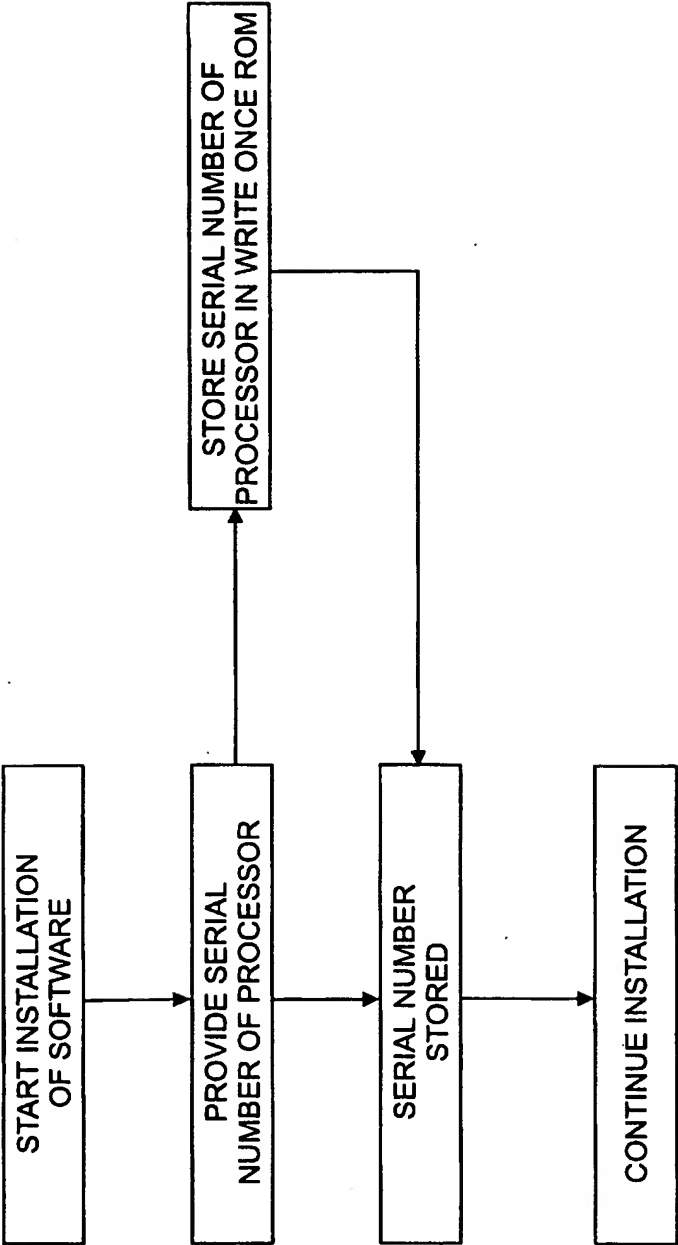 START INSTALLATION
OF SOFTWARE
PROVIDE SERIAL
NUMBER OF PROCESSOR
STORE SERIAL NUMBER OF
PROCESSOR IN WRITE ONCE ROM
SERIAL NUMBER
STORED
CONTINUE INSTALLATION